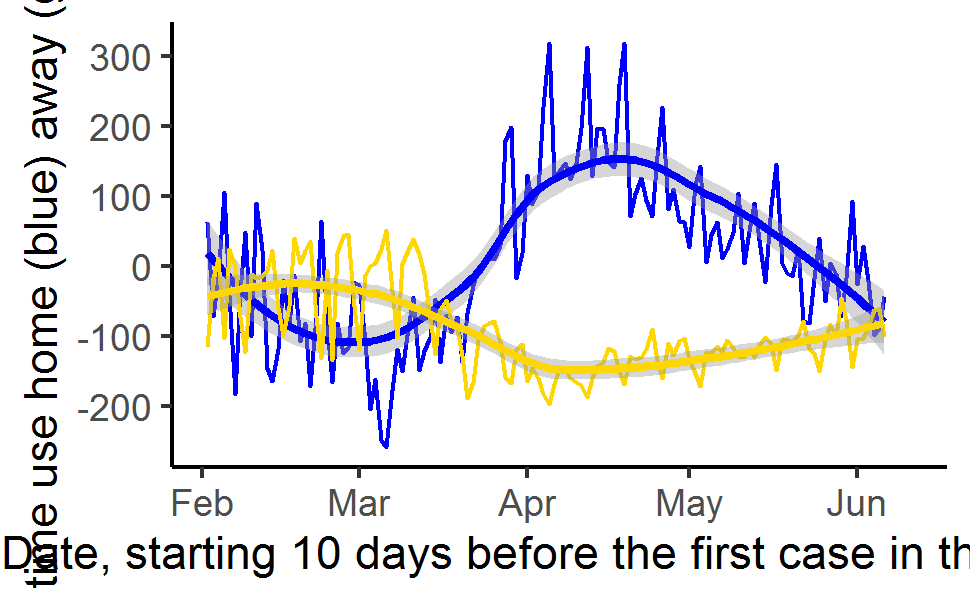 time use home (blue) away (
300
200
100
0
-100
-200
Feb Mar Apr May Jun
Date, starting 10 days before the first case in th